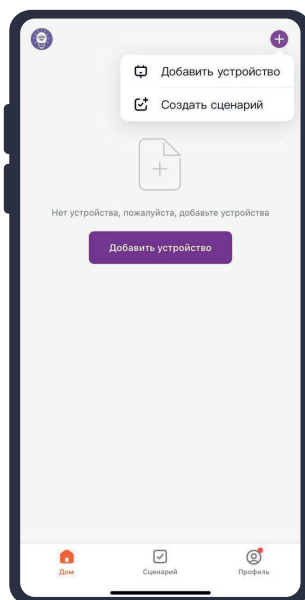 Добавить устройство
Создать сценарий
Нет устройства, пожалуйста, добавьте устройства
Добавить устройство
Дом
Сценарий
Профиль